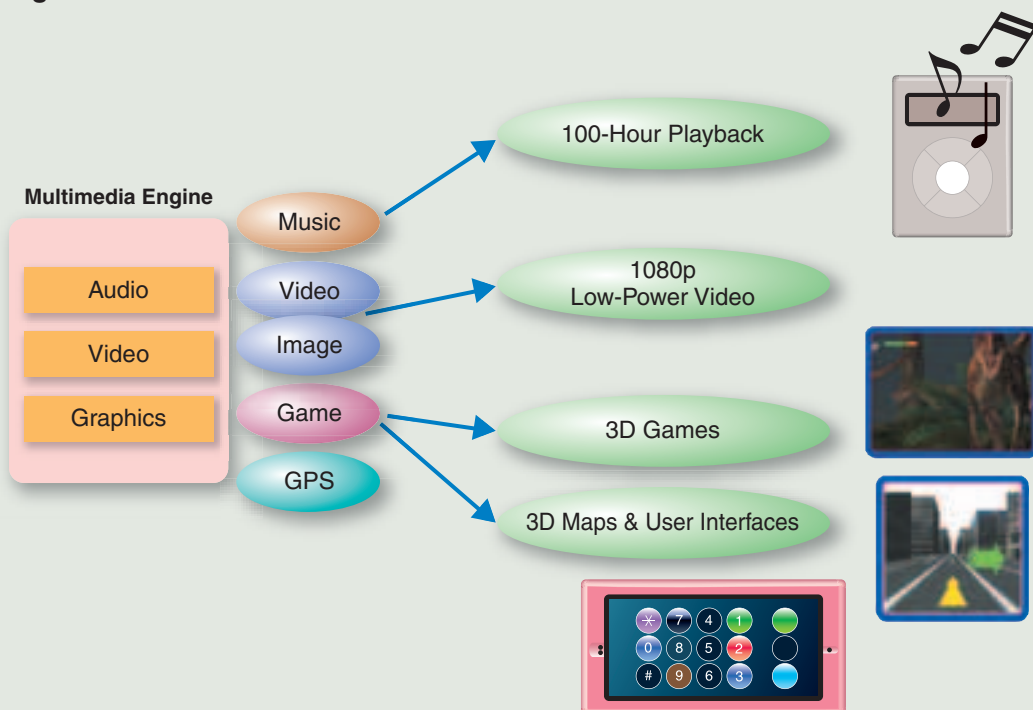 g
100-Hour Playback
Multimedia Engine
Music
Audio
Video
1080p
Low-Power Video
Video
Image
Graphics
Game
3D Games
GPS
3D Maps & User Interfaces
* 7 4 1
0 8 5 2
# 9 6 3